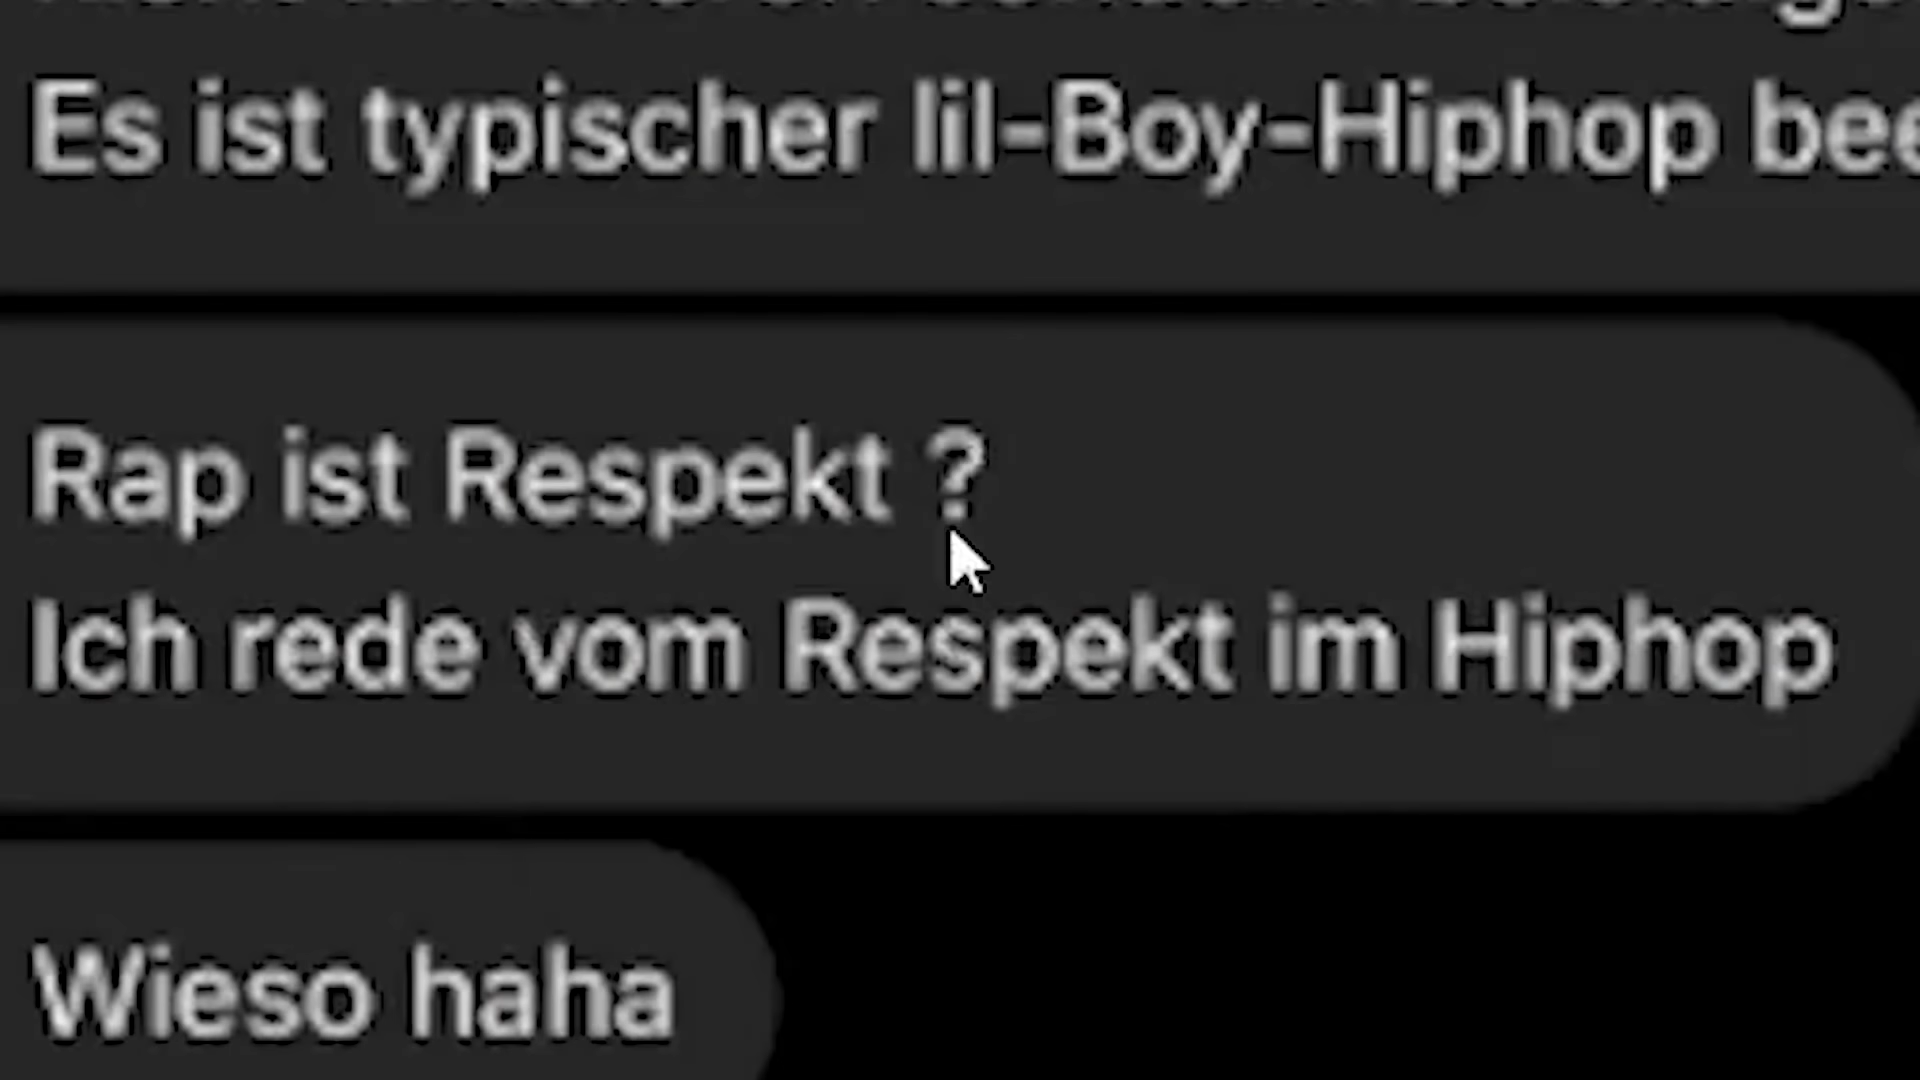 Es ist typischer lil-Boy-Hiphop
Rap ist Respekt ?
Ich rede vom Respekt im Hiphop
Wieso haha